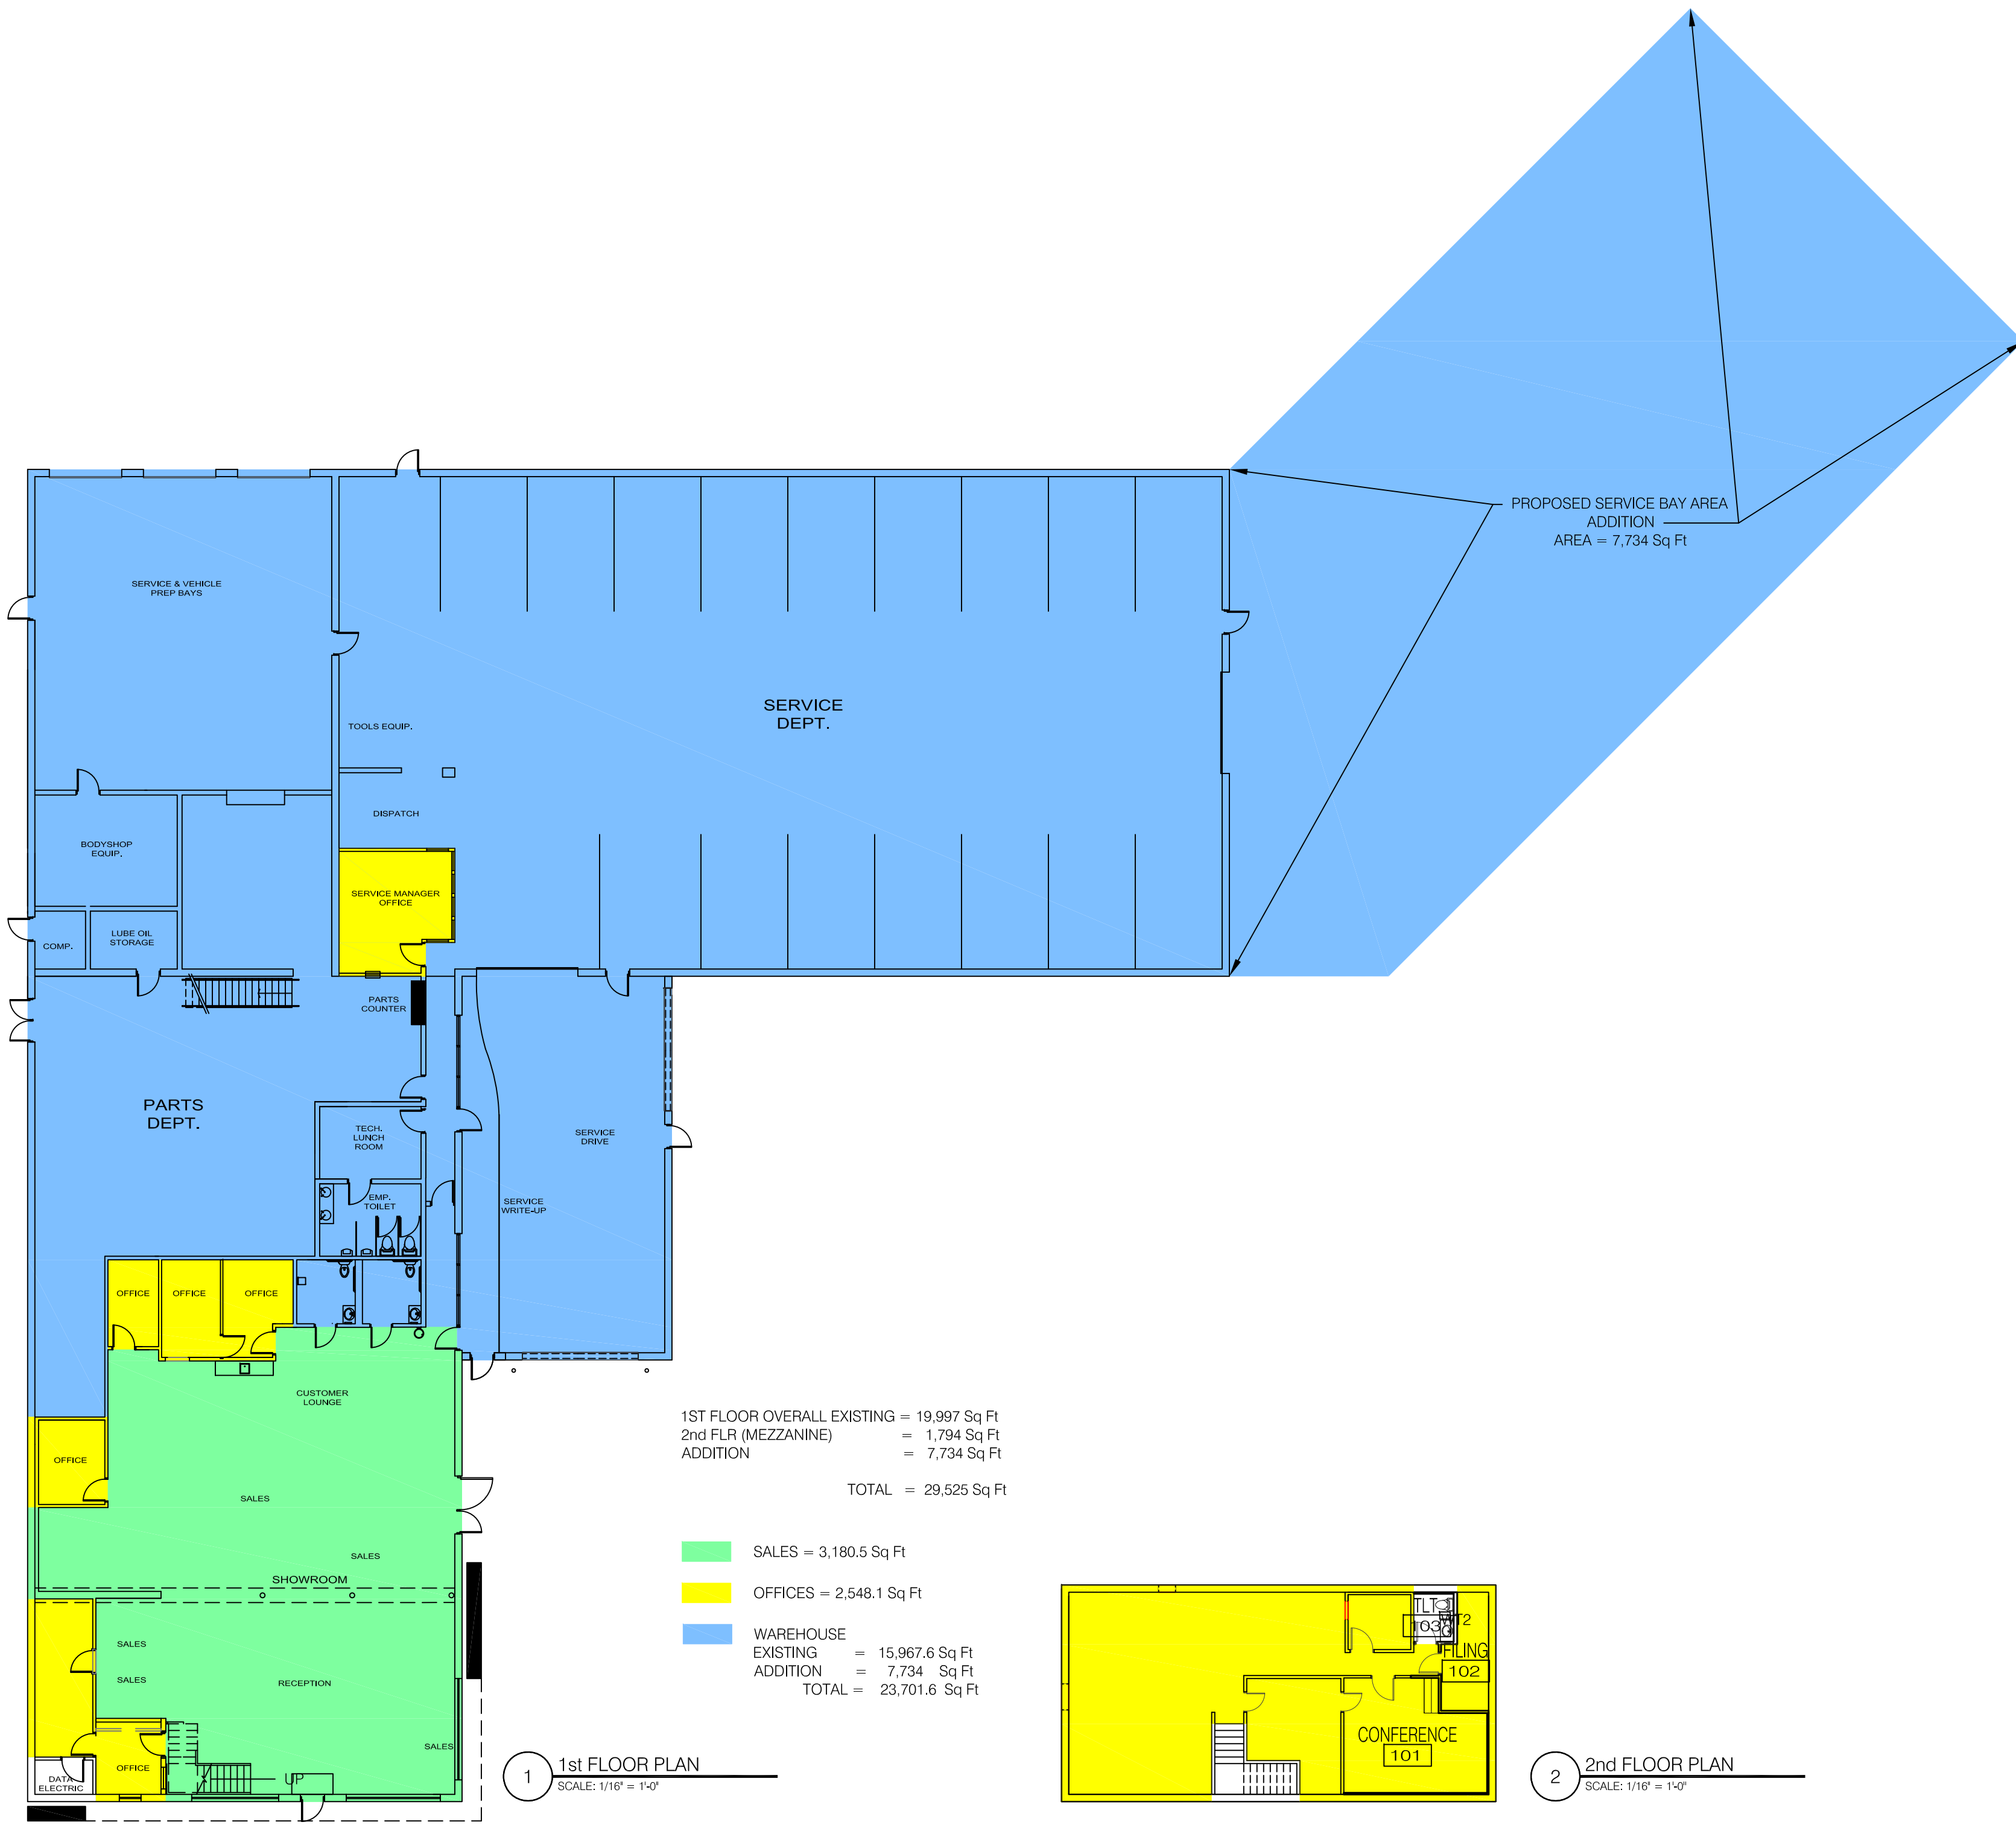 PROPOSED SERVICE BAY AREA
ADDITION
AREA = 7,734 Sq Ft
SERVICE & VEHICLE
PREP BAYS
SERVICE
DEPT.
TOOLS EQUIP.
DISPATCH
BODYSHOP
EQUIP.
SERVICE MANAGER
OFFICE
COMP.
LUBE OIL
STORAGE
PARTS
COUNTER
PARTS
DEPT.
TECH.
LUNCH
ROOM
SERVICE
DRIVE
EMP.
TOILET
SERVICE
WRITE-UP
OFFICE
OFFICE
OFFICE
CUSTOMER
LOUNGE
OFFICE
SALES
SALES
SHOWROOM
SALES
SALES
RECEPTION
SALES
OFFICE
UP
DATA
ELECTRIC
1ST FLOOR OVERALL EXISTING = 19,997 Sq Ft
2nd FLR (MEZZANINE) = 1,794 Sq Ft
ADDITION = 7,734 Sq Ft
TOTAL = 29,525 Sq Ft
SALES = 3,180.5 Sq Ft
OFFICES = 2,548.1 Sq Ft
WAREHOUSE
EXISTING = 15,967.6 Sq Ft
ADDITION = 7,734 Sq Ft
TOTAL = 23,701.6 Sq Ft
1 1st FLOOR PLAN
SCALE: 1/16" = 1'-0"
TLT
103
FILING
102
CONFERENCE
101
2 2nd FLOOR PLAN
SCALE: 1/16" = 1'-0"